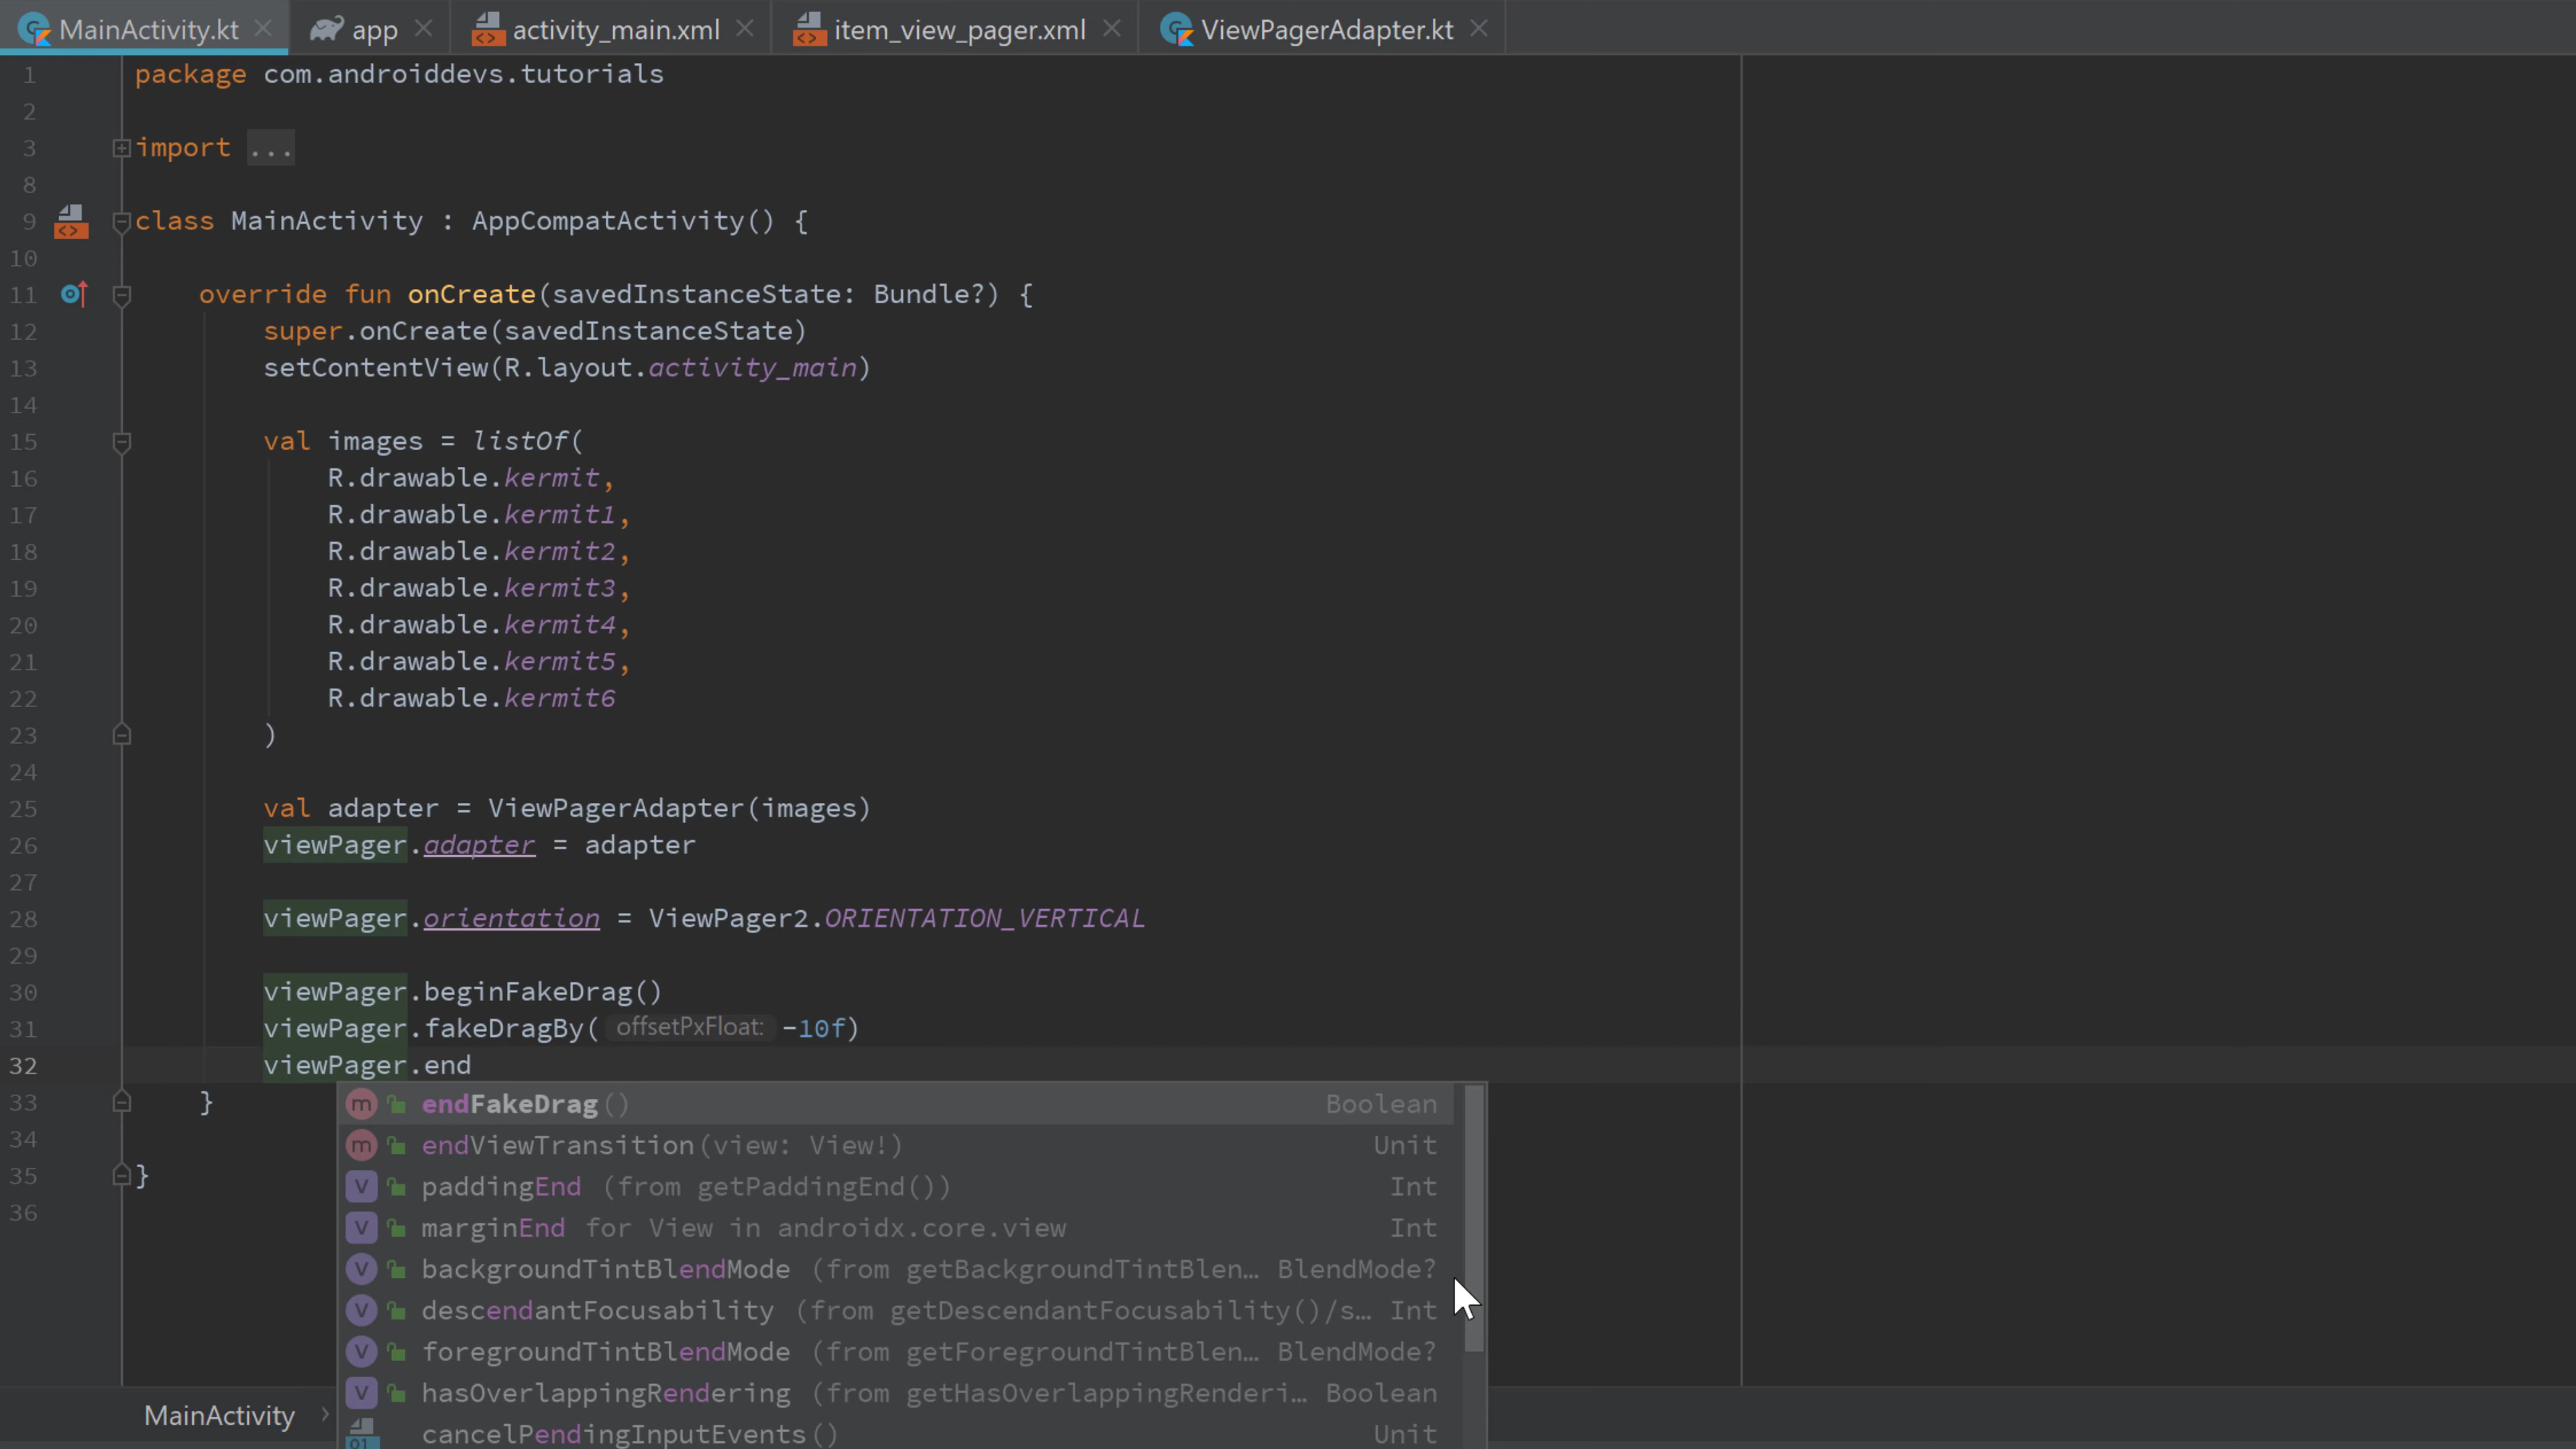 MainActivity.kt app activity_main.xml item_view_pager.xml ViewPagerAdapter.kt
1 package com.androiddevs.tutorials
2
3 import ...
8
9 class MainActivity : AppCompatActivity() {
10
11 override fun onCreate(savedInstanceState: Bundle?) {
12 super.onCreate(savedInstanceState)
13 setContentView(R.layout.activity_main)
14
15 val images = listOf(
16 R.drawable.kermit,
17 R.drawable.kermit1,
18 R.drawable.kermit2,
19 R.drawable.kermit3,
20 R.drawable.kermit4,
21 R.drawable.kermit5,
22 R.drawable.kermit6
23 )
24
25 val adapter = ViewPagerAdapter(images)
26 viewPager.adapter = adapter
27
28 viewPager.orientation = ViewPager2.ORIENTATION_VERTICAL
29
30 viewPager.beginFakeDrag()
31 viewPager.fakeDragBy( offsetPxFloat: -10f)
32 viewPager.end
33 }
34
35 }
36
m endFakeDrag() Boolean
m endViewTransition(view: View!) Unit
v paddingEnd (from getPaddingEnd()) Int
v marginEnd for View in androidx.core.view Int
v backgroundTintBlendMode (from getBackgroundTintBlen... BlendMode?
v descendantFocusability (from getDescendantFocusability()/s... Int
v foregroundTintBlendMode (from getForegroundTintBlen... BlendMode?
v hasOverlappingRendering (from getHasOverlappingRenderi... Boolean
cancelPendingInputEvents() Unit
MainActivity ›